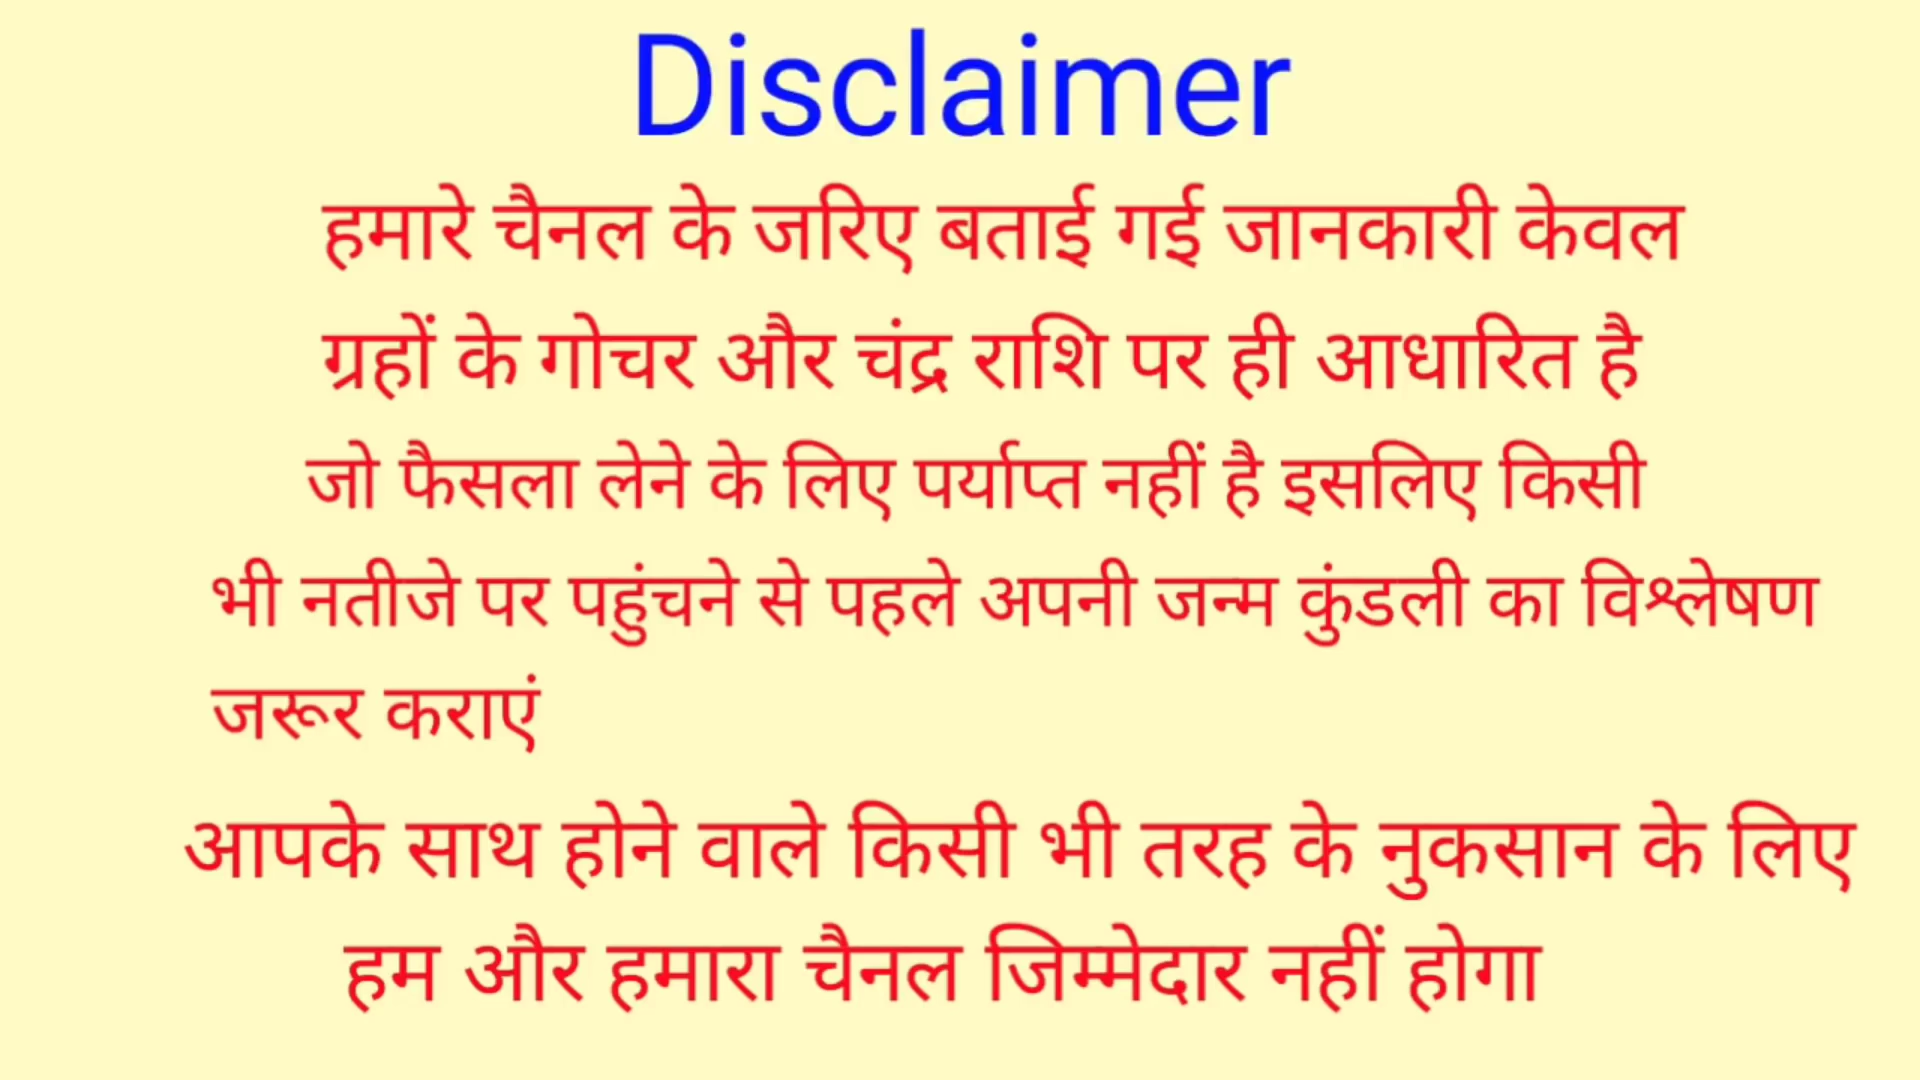 Disclaimer
हमारे चैनल के जरिए बताई गई जानकारी केवल
ग्रहों के गोचर और चंद्र राशि पर ही आधारित है
जो फैसला लेने के लिए पर्याप्त नहीं है इसलिए किसी
भी नतीजे पर पहुंचने से पहले अपनी जन्म कुंडली का विश्लेषण
जरूर कराएं
आपके साथ होने वाले किसी भी तरह के नुकसान के लिए
हम और हमारा चैनल जिम्मेदार नहीं होगा